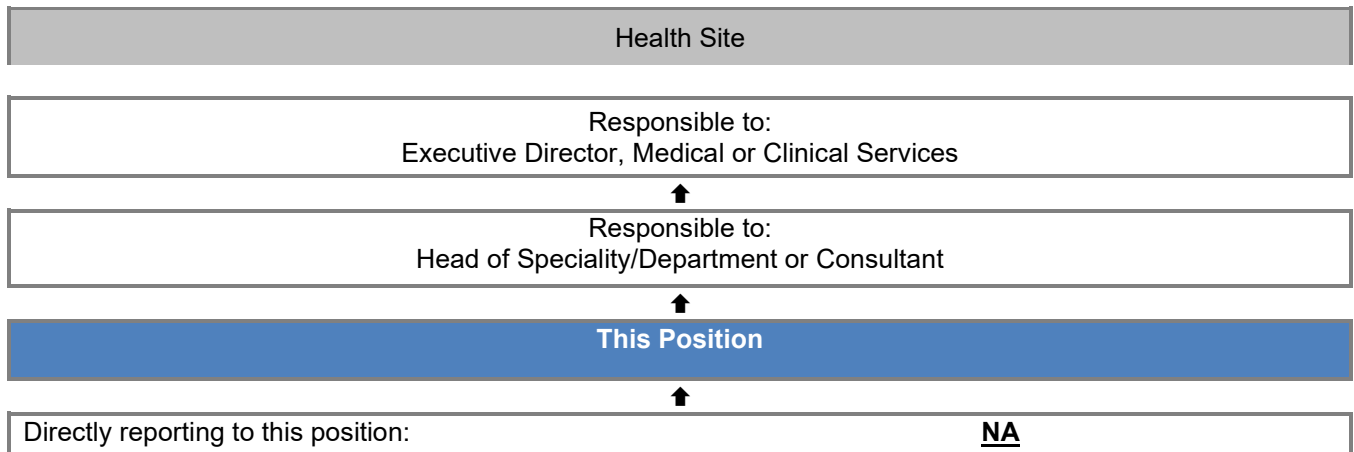 Health Site
Responsible to:
Executive Director, Medical or Clinical Services
Responsible to:
Head of Speciality/Department or Consultant
This Position
Directly reporting to this position: NA